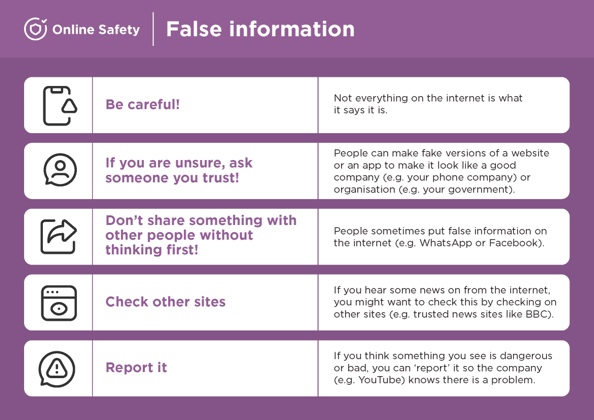 Online Safety
False information
Be careful!
Not everything on the internet is what
it says it is.
If you are unsure, ask
someone you trust!
People can make fake versions of a website
or an app to make it look like a good
company (e.g. your phone company) or
organisation (e.g. your government).
Don't share something with
other people without
thinking first!
People sometimes put false information on
the internet (e.g. WhatsApp or Facebook).
Check other sites
If you hear some news on from the internet,
you might want to check this by checking on
other sites (e.g. trusted news sites like BBC).
Report it
If you think something you see is dangerous
or bad, you can 'report' it so the company
(e.g. YouTube) knows there is a problem.